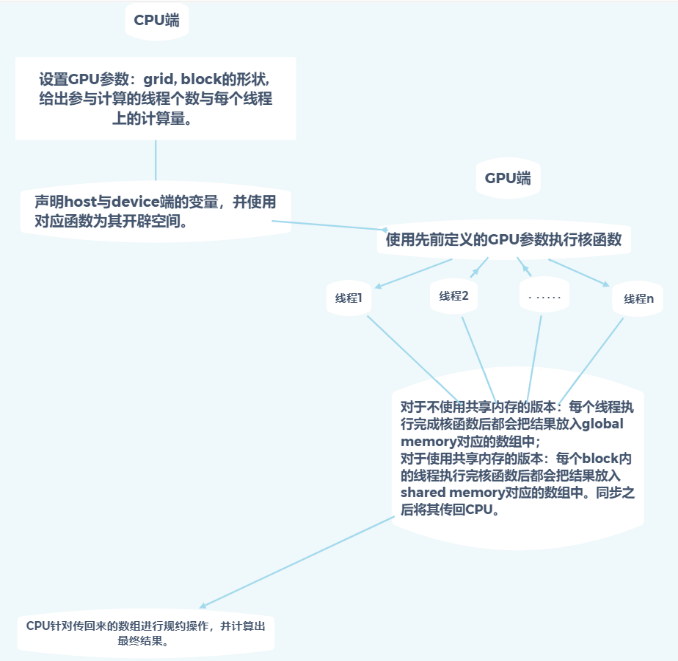 CPU端
设置GPU参数：grid, block的形状,
给出参与计算的线程个数与每个线程
上的计算量。
声明host与device端的变量，并使用
对应函数为其开辟空间。
GPU端
使用先前定义的GPU参数执行核函数
线程1
线程2
. .....
线程n
对于不使用共享内存的版本：每个线程执
行完成核函数后都会把结果放入global
memory对应的数组中；
对于使用共享内存的版本：每个block内
的线程执行完核函数后都会把结果放入
shared memory对应的数组中。同步之
后将其传回CPU。
CPU针对传回来的数组进行规约操作，并计算出
最终结果。